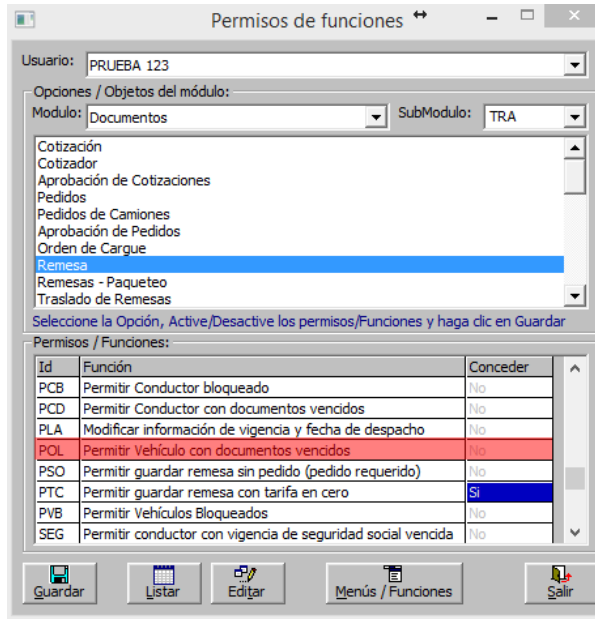 Permisos de funciones
Usuario: PRUEBA 123
Opciones / Objetos del módulo:
Modulo: Documentos SubModulo: TRA
Cotización
Cotizador
Aprobación de Cotizaciones
Pedidos
Pedidos de Camiones
Aprobación de Pedidos
Orden de Cargue
Remesa
Remesas - Paqueteo
Traslado de Remesas
Seleccione la Opción, Active/Desactive los permisos/Funciones y haga clic en Guardar
Permisos / Funciones:
Id Función Conceder
PCB Permitir Conductor bloqueado No
PCD Permitir Conductor con documentos vencidos No
PLA Modificar información de vigencia y fecha de despacho No
POL Permitir Vehículo con documentos vencidos No
PSO Permitir guardar remesa sin pedido (pedido requerido) No
PTC Permitir guardar remesa con tarifa en cero Si
PVB Permitir Vehículos Bloqueados No
SEG Permitir conductor con vigencia de seguridad social vencida No
Guardar Listar Editar Menús / Funciones Salir